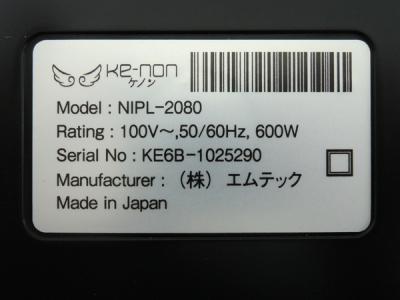 Ke-non
ケノン
Model : NIPL-2080
Rating : 100V～,50/60Hz, 600W
Serial No : KE6B-1025290
Manufacturer : （株）エムテック
Made in Japan